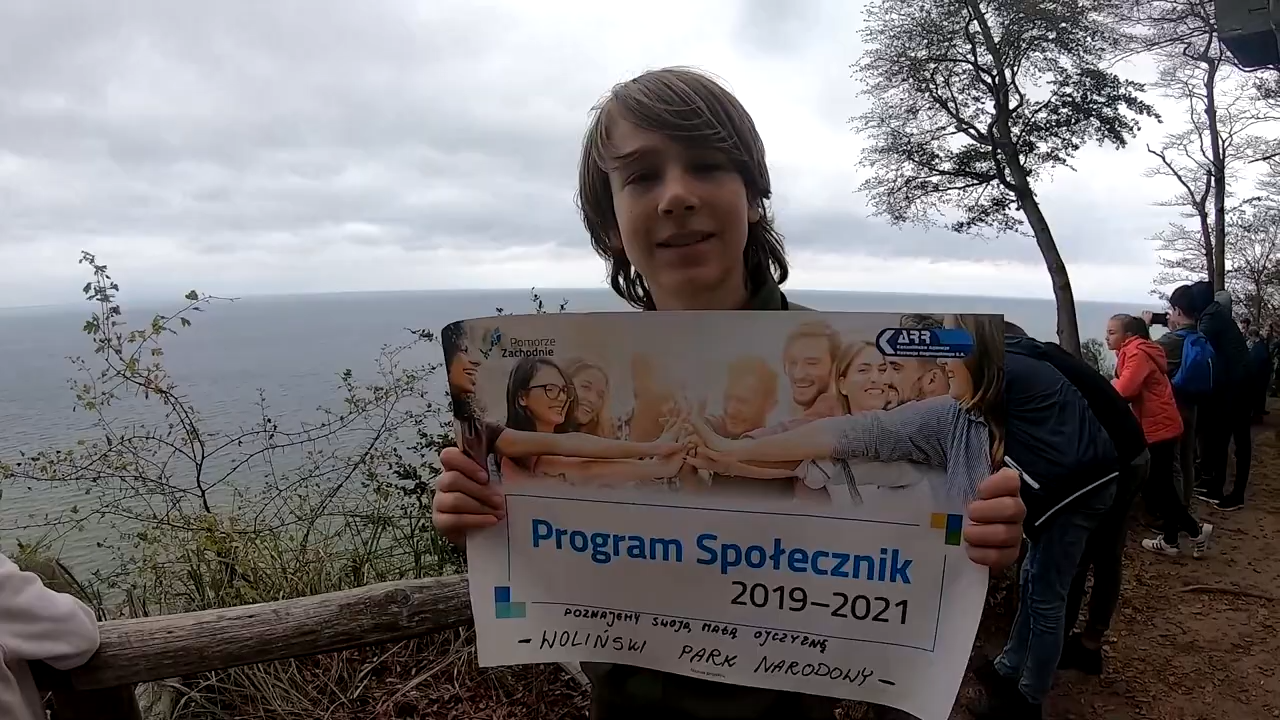 Pomorze
Zachodnie
ARR
Program Społecznik
2019–2021
POZNAJEMY SWOJĄ MAŁĄ OJCZYZNĘ
- WOLIŃSKI PARK NARODOWY -